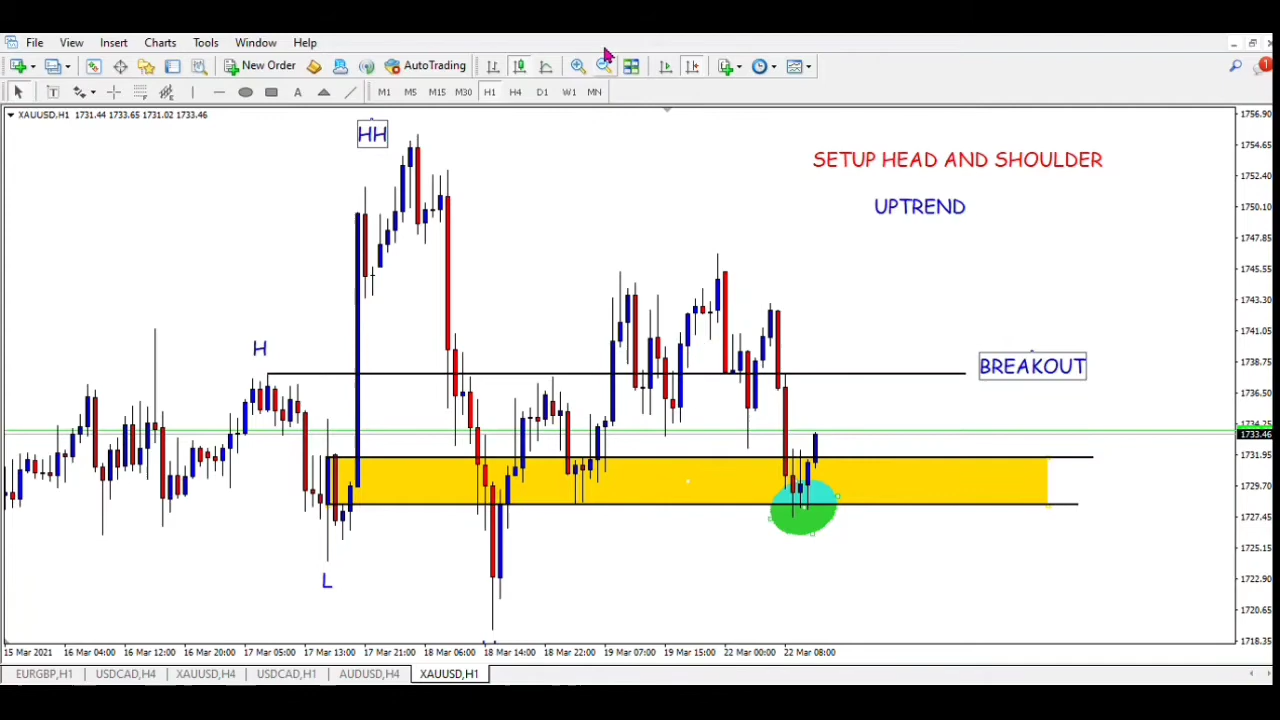 File View Insert Charts Tools Window Help
New Order AutoTrading
M1 M5 M15 M30 H1 H4 D1 W1 MN
XAUUSD,H1 1731.44 1733.65 1731.02 1733.46
HH
SETUP HEAD AND SHOULDER
UPTREND
H
BREAKOUT
L
1756.90
1754.65
1752.40
1750.10
1747.85
1745.55
1743.30
1741.05
1738.75
1736.50
1734.25
1733.46
1731.95
1729.70
1727.45
1725.15
1722.90
1720.65
1718.35
15 Mar 2021 16 Mar 04:00 16 Mar 12:00 16 Mar 20:00 17 Mar 05:00 17 Mar 13:00 17 Mar 21:00 18 Mar 06:00 18 Mar 14:00 18 Mar 22:00 19 Mar 07:00 19 Mar 15:00 22 Mar 00:00 22 Mar 08:00
EURGBP,H1 USDCAD,H4 XAUUSD,H4 USDCAD,H1 AUDUSD,H4 XAUUSD,H1